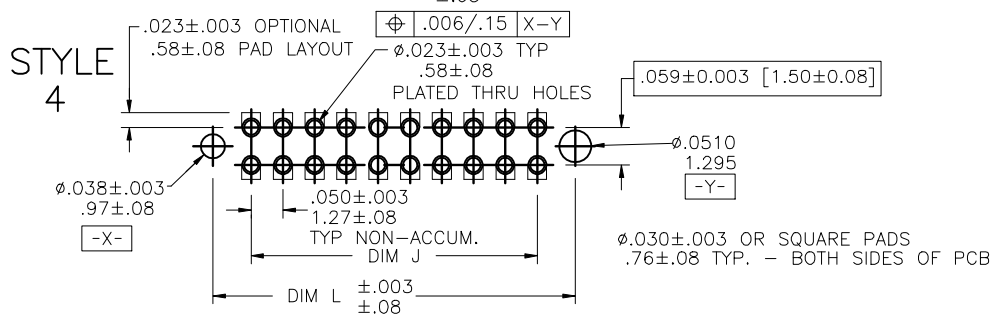 ⌖ .006/.15 X-Y
.023±.003 OPTIONAL
.58±.08 PAD LAYOUT
STYLE
4
ø.023±.003 TYP
.58±.08
PLATED THRU HOLES
.059±0.003 [1.50±0.08]
ø.0510
1.295
-Y-
ø.038±.003
.97±.08
-X-
.050±.003
1.27±.08
TYP NON-ACCUM.
DIM J
ø.030±.003 OR SQUARE PADS
.76±.08 TYP. – BOTH SIDES OF PCB
DIM L ±.003
±.08